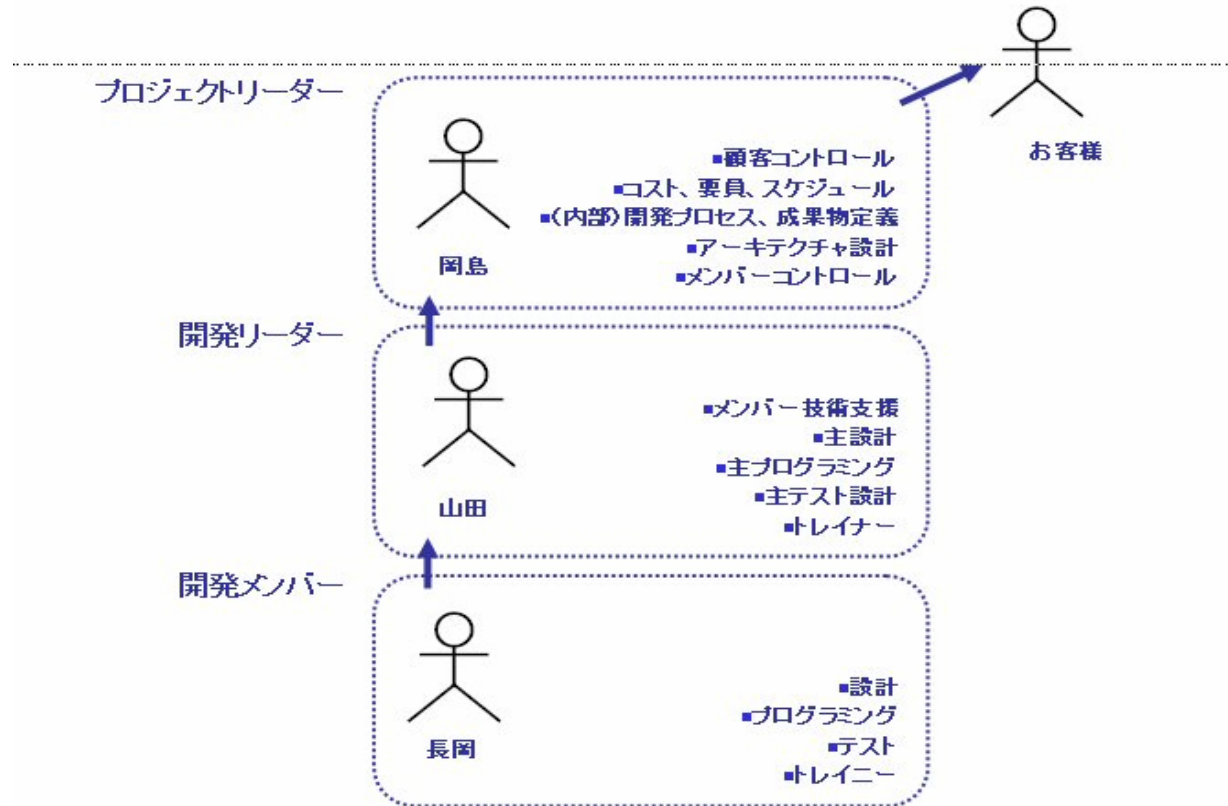 プロジェクトリーダー
お客様
■顧客コントロール
■コスト、要員、スケジュール
■(内部)開発プロセス、成果物定義
■アーキテクチャ設計
■メンバーコントロール
岡島
開発リーダー
■メンバー技術支援
■主設計
■主プログラミング
■主テスト設計
■トレイナー
山田
開発メンバー
■設計
■プログラミング
■テスト
■トレイニー
長岡